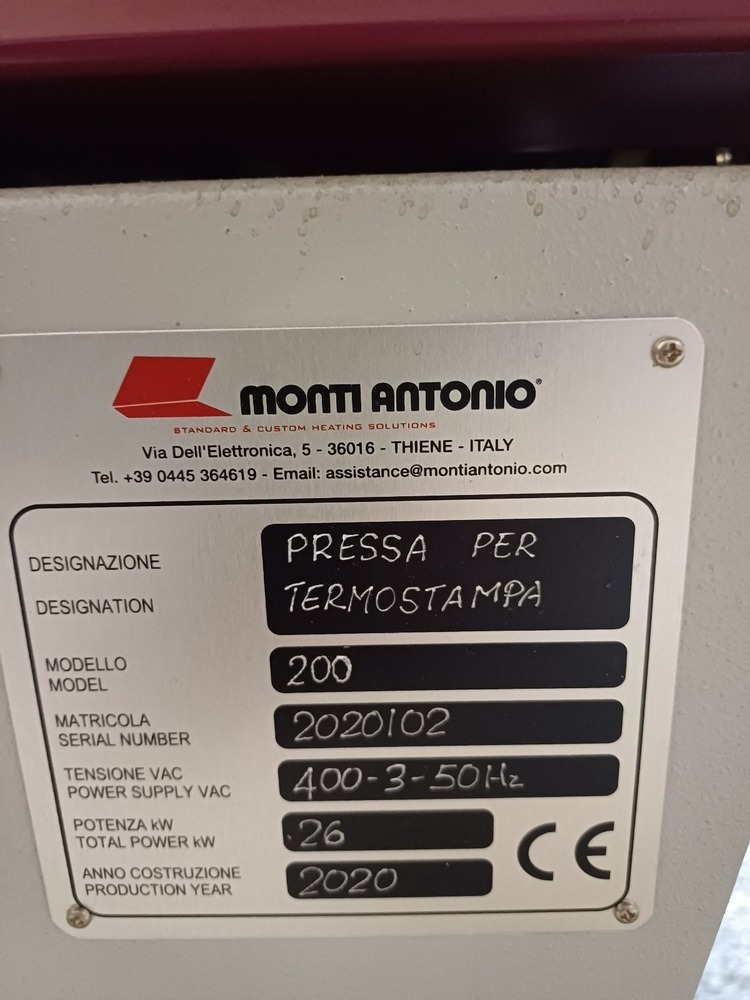 MONTI ANTONIO®
STANDARD & CUSTOM HEATING SOLUTIONS
Via Dell'Elettronica, 5 - 36016 - THIENE - ITALY
Tel. +39 0445 364619 - Email: assistance@montiantonio.com
DESIGNAZIONE
DESIGNATION
PRESSA PER
TERMOSTAMPA
MODELLO
MODEL
200
MATRICOLA
SERIAL NUMBER
2020102
TENSIONE VAC
POWER SUPPLY VAC
400-3-50Hz
POTENZA kW
TOTAL POWER kW
26
ANNO COSTRUZIONE
PRODUCTION YEAR
2020
CE